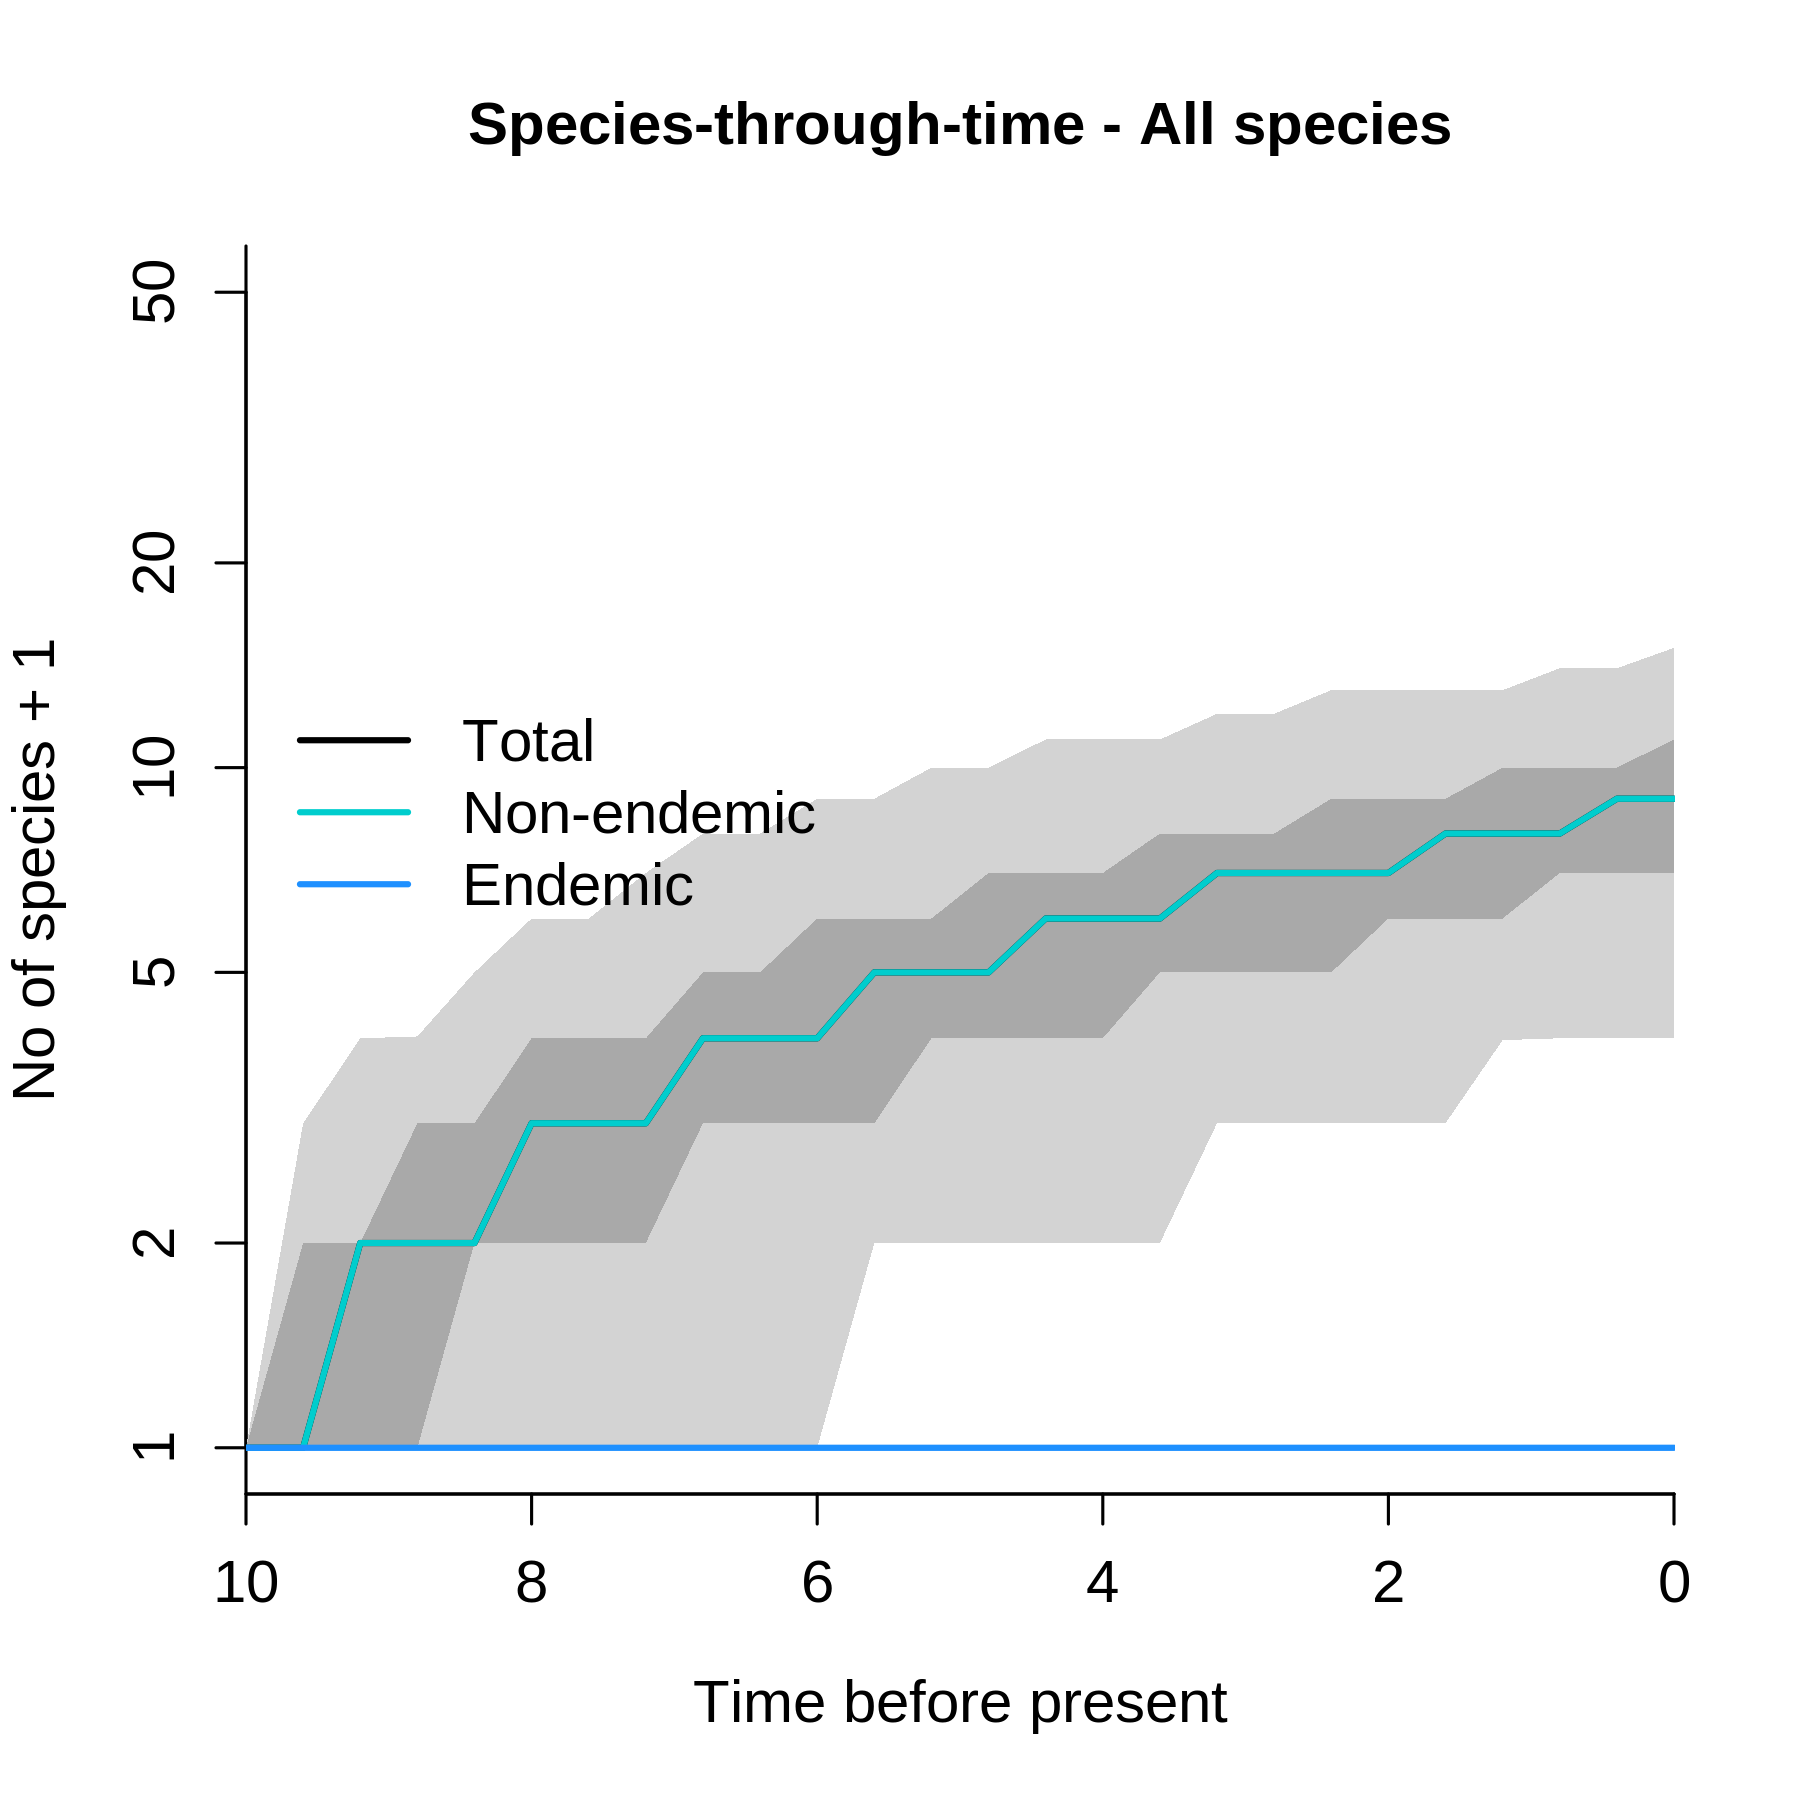 Species-through-time - All species
No of species + 1
50
20
10
5
2
1
Total
Non-endemic
Endemic
10 8 6 4 2 0
Time before present